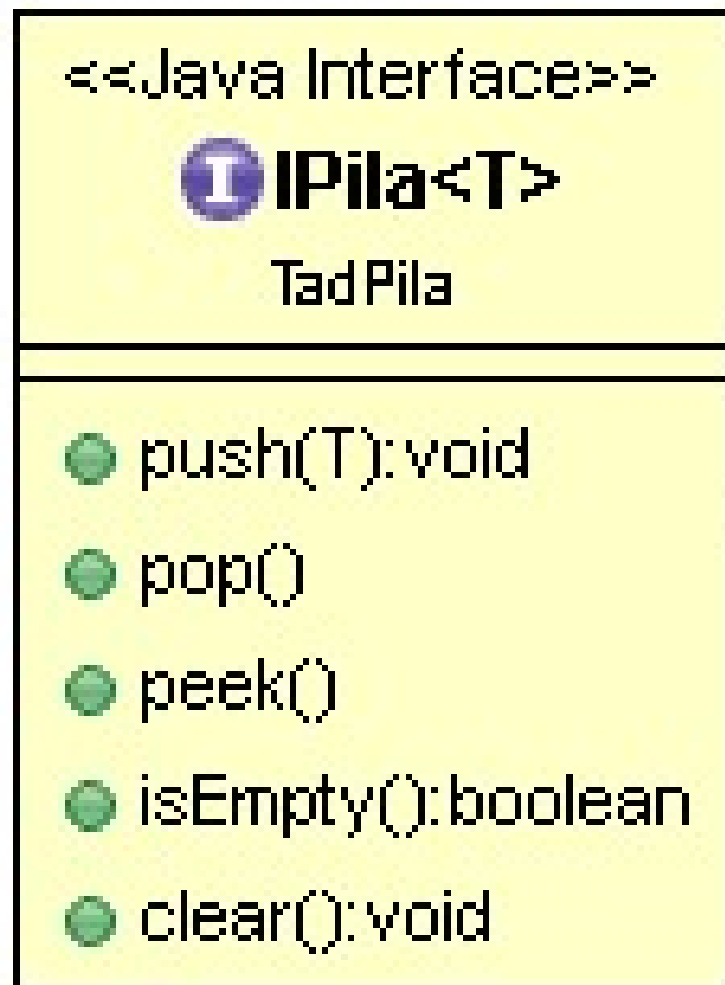 <<Java Interface>>
I IPila<T>
TadPila
push(T):void
pop()
peek()
isEmpty():boolean
clear():void